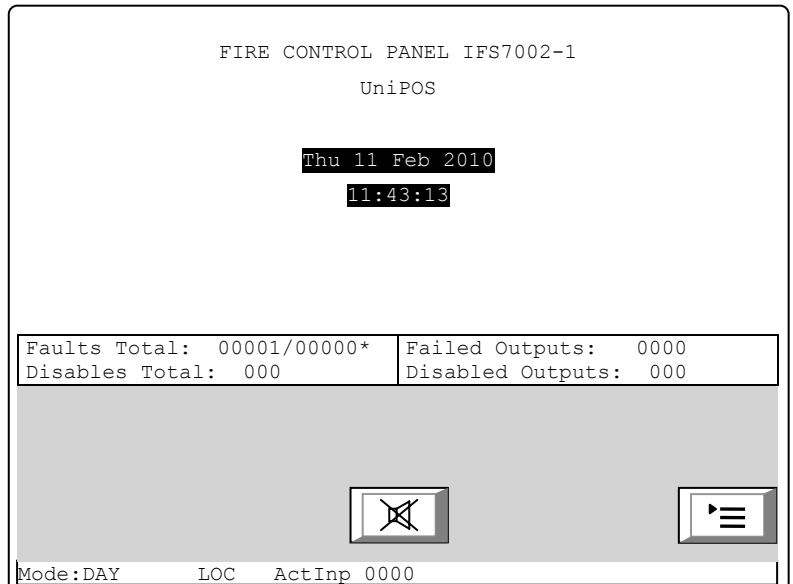 FIRE CONTROL PANEL IFS7002-1
UniPOS
Thu 11 Feb 2010
11:43:13
Faults Total: 00001/00000* Failed Outputs: 0000
Disables Total: 000 Disabled Outputs: 000
Mode:DAY LOC ActInp 0000